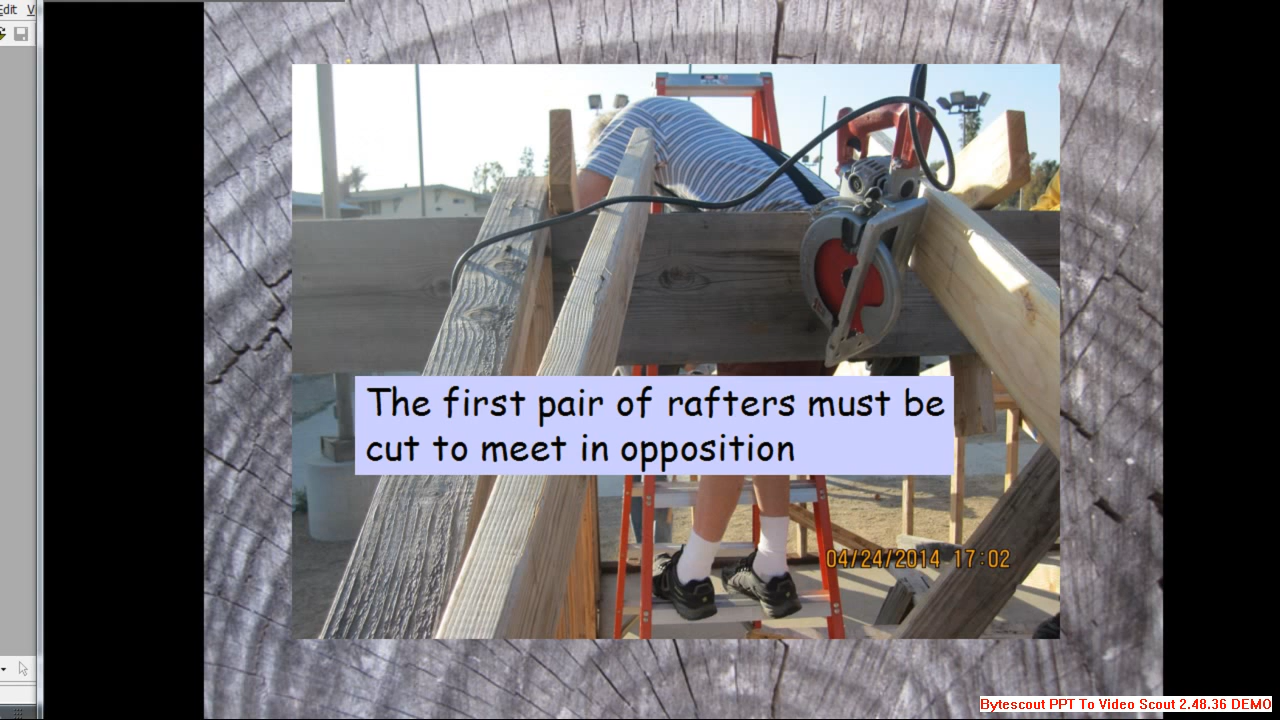 Edit V
The first pair of rafters must be
cut to meet in opposition
04/24/2014 17:02
Bytescout PPT To Video Scout 2.48.36 DEMO